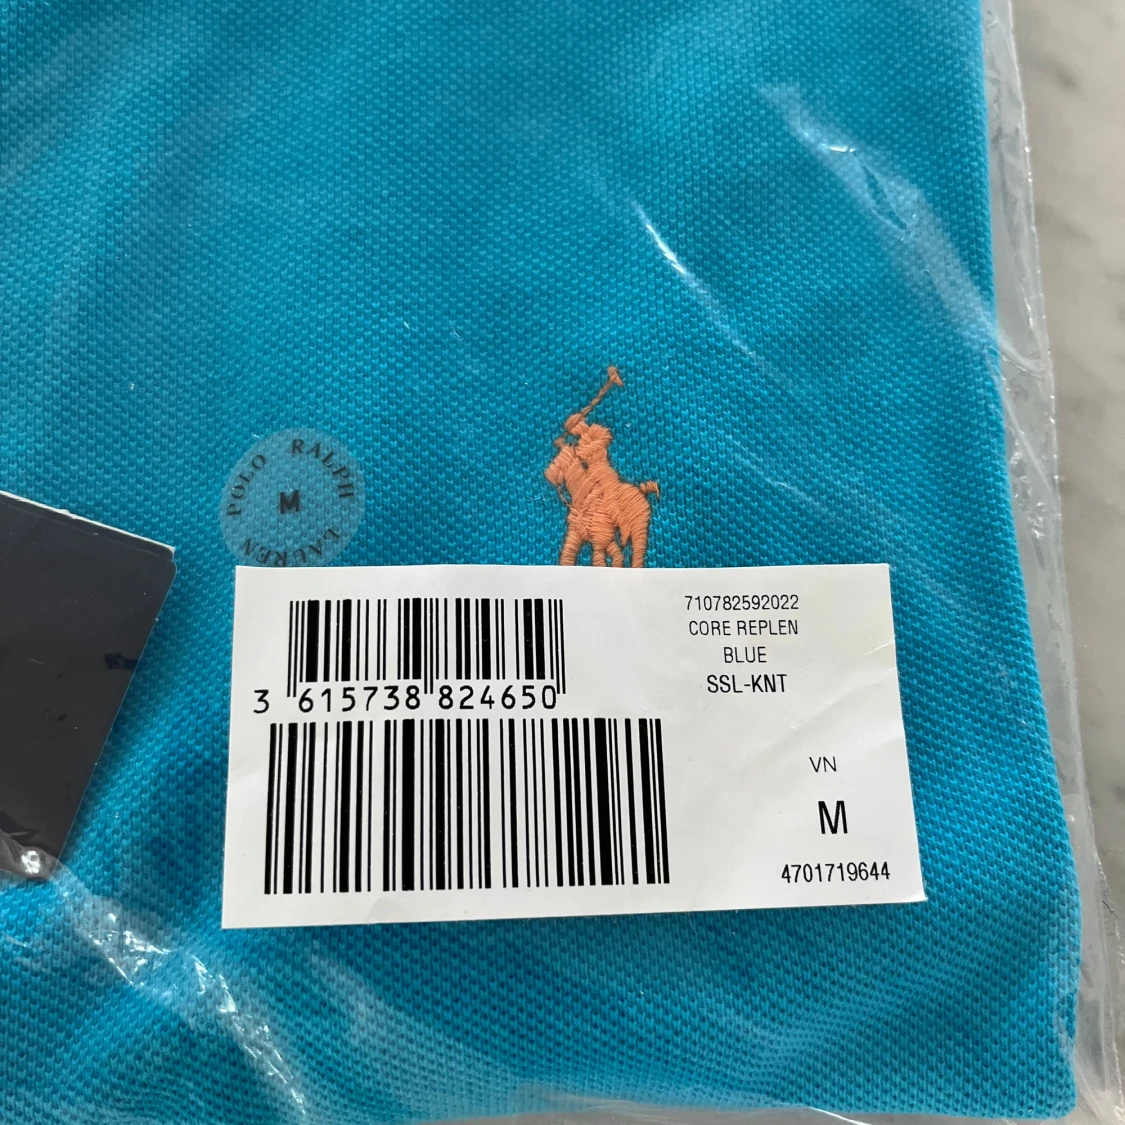 POLO RALPH LAUREN
M
710782592022
CORE REPLEN
BLUE
SSL-KNT
3 615738 824650
VN
M
4701719644